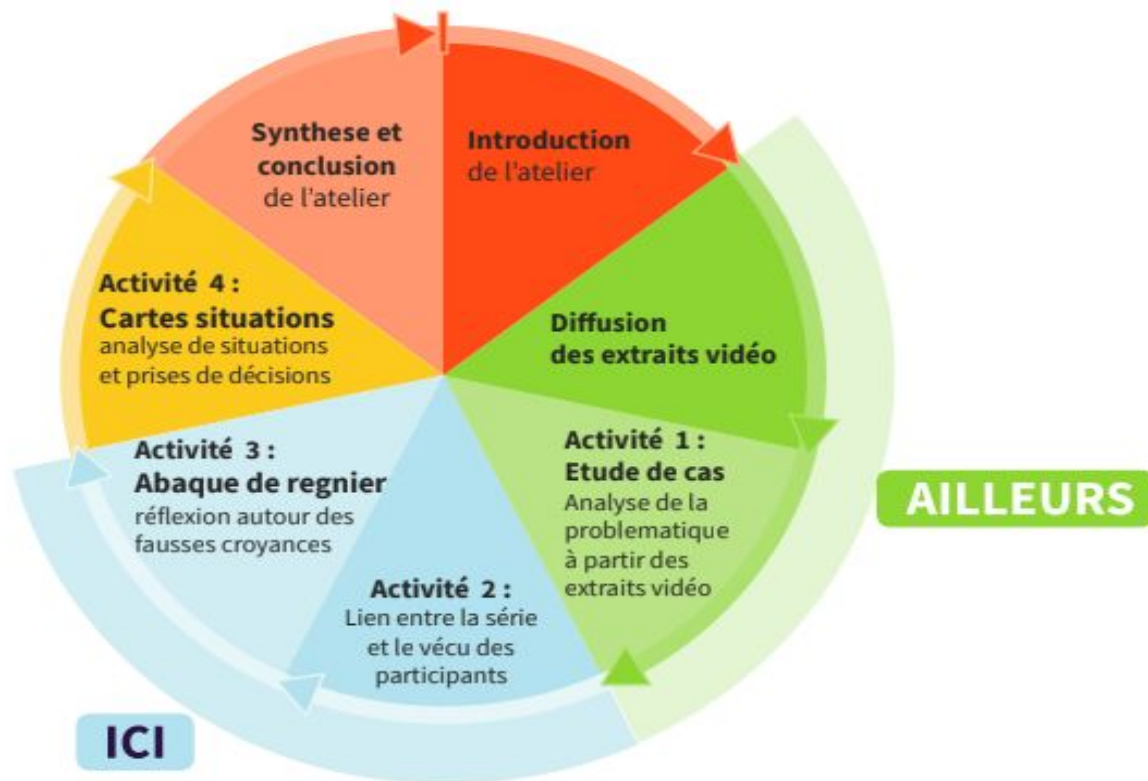 Introduction
de l'atelier
Diffusion
des extraits vidéo
Activité 1 :
Etude de cas
Analyse de la
problematique
à partir des
extraits vidéo
AILLEURS
Activité 2 :
Lien entre la série
et le vécu des
participants
Activité 3 :
Abaque de regnier
réflexion autour des
fausses croyances
ICI
Activité 4 :
Cartes situations
analyse de situations
et prises de décisions
Synthese et
conclusion
de l'atelier